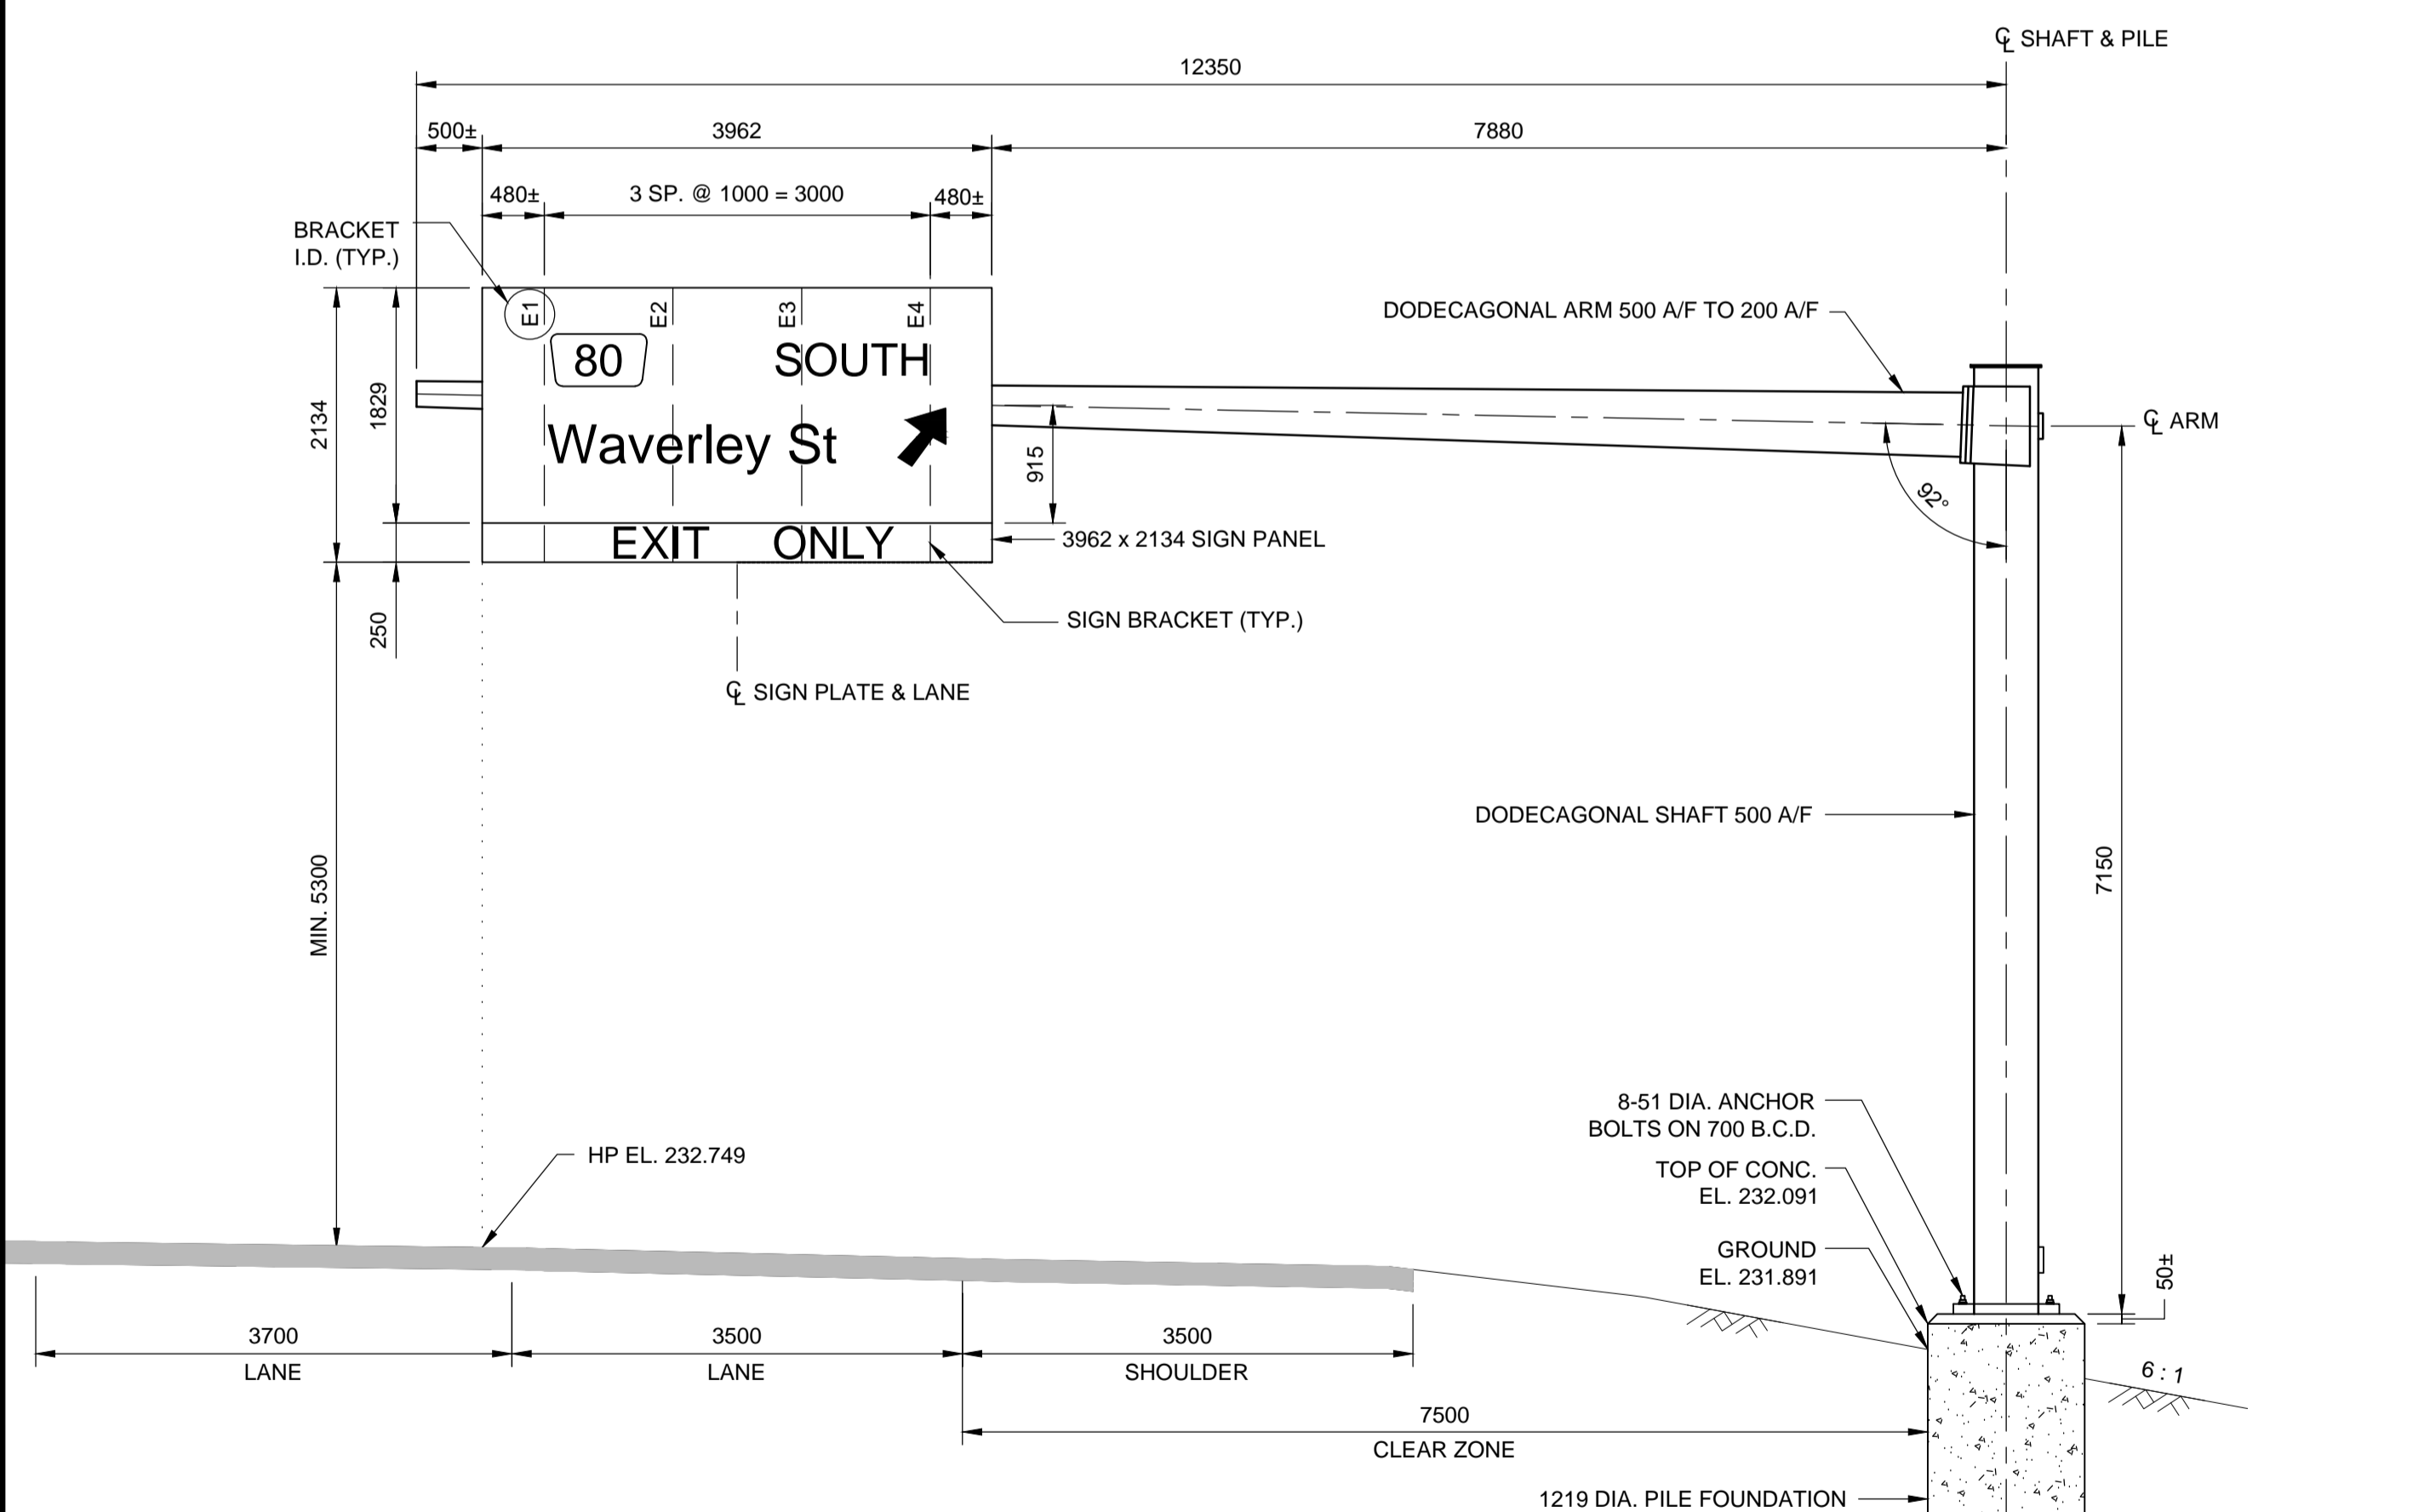 ℄ SHAFT & PILE
12350
500±
3962
7880
480±
3 SP. @ 1000 = 3000
480±
BRACKET
I.D. (TYP.)
E1
E2
E3
E4
DODECAGONAL ARM 500 A/F TO 200 A/F
80
SOUTH
2134
1829
Waverley St
915
℄ ARM
92°
EXIT ONLY
3962 x 2134 SIGN PANEL
250
SIGN BRACKET (TYP.)
℄ SIGN PLATE & LANE
DODECAGONAL SHAFT 500 A/F
MIN. 5300
7150
8-51 DIA. ANCHOR
BOLTS ON 700 B.C.D.
HP EL. 232.749
TOP OF CONC.
EL. 232.091
GROUND
EL. 231.891
50±
3700
LANE
3500
LANE
3500
SHOULDER
6 : 1
7500
CLEAR ZONE
1219 DIA. PILE FOUNDATION